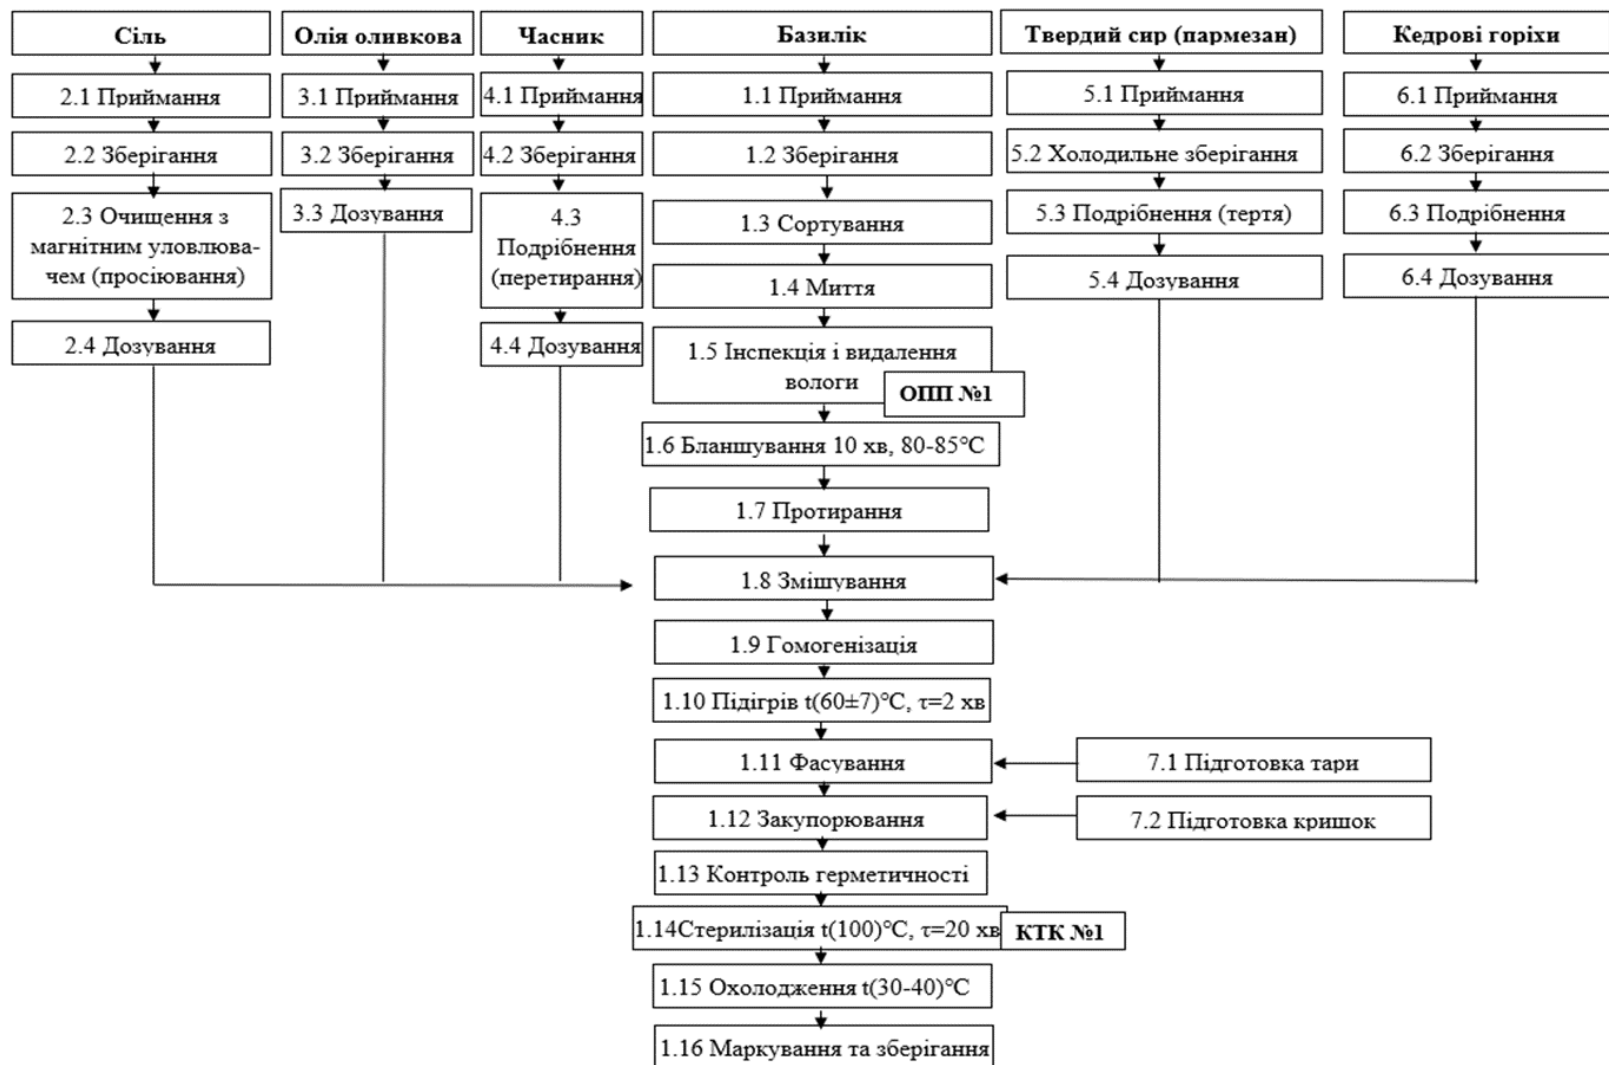 Сіль
Олія оливкова
Часник
Базилік
Твердий сир (пармезан)
Кедрові горіхи
2.1 Приймання
3.1 Приймання
4.1 Приймання
1.1 Приймання
5.1 Приймання
6.1 Приймання
2.2 Зберігання
3.2 Зберігання
4.2 Зберігання
1.2 Зберігання
5.2 Холодильне зберігання
6.2 Зберігання
2.3 Очищення з
магнітним уловлюва-
чем (просіювання)
3.3 Дозування
4.3
Подрібнення
(перетирання)
1.3 Сортування
5.3 Подрібнення (тертя)
6.3 Подрібнення
1.4 Миття
5.4 Дозування
6.4 Дозування
2.4 Дозування
4.4 Дозування
1.5 Інспекція і видалення
вологи
ОПП №1
1.6 Бланшування 10 хв, 80-85°С
1.7 Протирання
1.8 Змішування
1.9 Гомогенізація
1.10 Підігрів t(60±7)°С, τ=2 хв
1.11 Фасування
7.1 Підготовка тари
1.12 Закупорювання
7.2 Підготовка кришок
1.13 Контроль герметичності
1.14Стерилізація t(100)°С, τ=20 хв
КТК №1
1.15 Охолодження t(30-40)°С
1.16 Маркування та зберігання